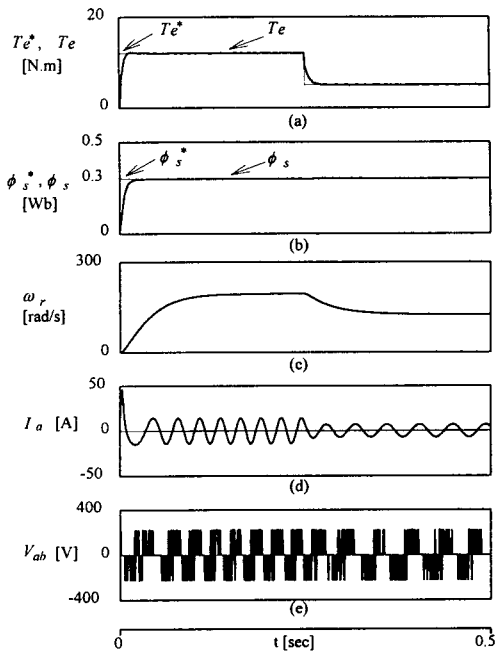 20
Te*, Te
[N.m]
0
Te*
Te
(a)
0.5
ϕs*, ϕs
0.3
[Wb]
0
ϕs*
ϕs
(b)
300
ωr
[rad/s]
0
(c)
50
Ia [A]
0
-50
(d)
400
Vab [V]
0
-400
(e)
0
t [sec]
0.5